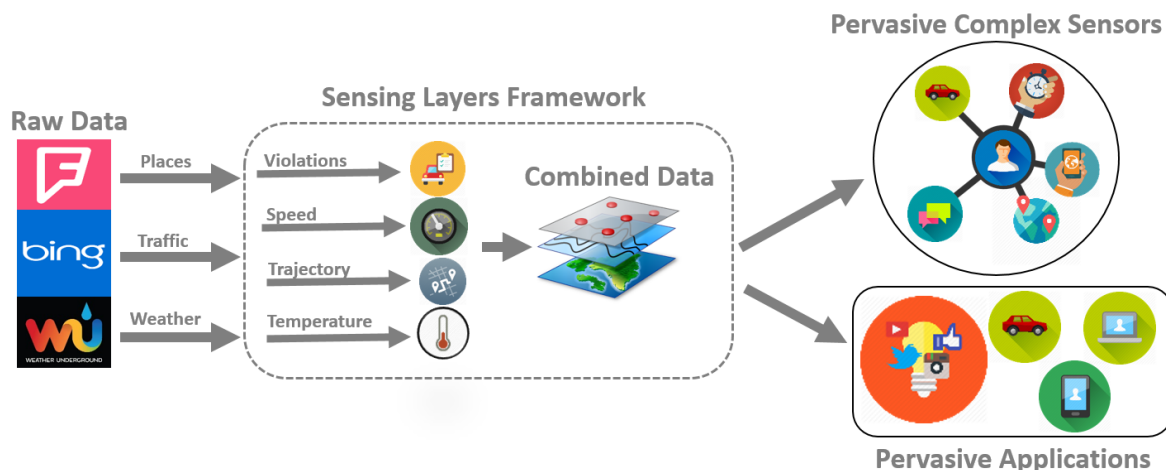 Pervasive Complex Sensors
Sensing Layers Framework
Raw Data
Places
Violations
Combined Data
Speed
bing
Traffic
Trajectory
Weather
Temperature
WU
WEATHER UNDERGROUND
Pervasive Applications